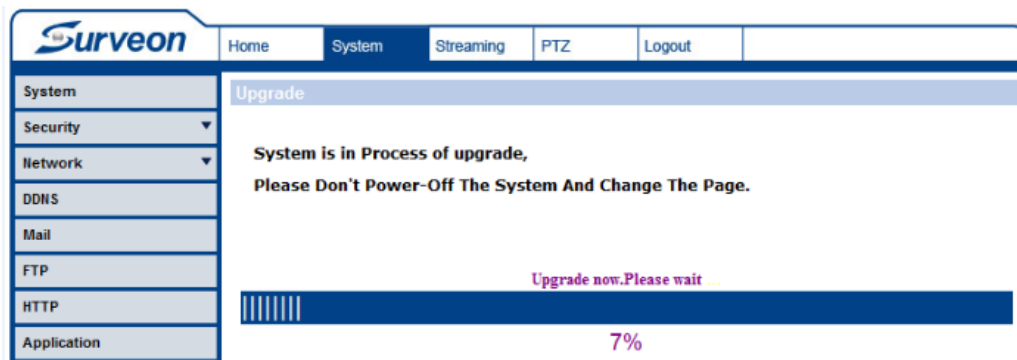 Surveon
Home System Streaming PTZ Logout
System
Security
Network
DDNS
Mail
FTP
HTTP
Application
Upgrade
System is in Process of upgrade,
Please Don't Power-Off The System And Change The Page.
Upgrade now.Please wait ...
7%